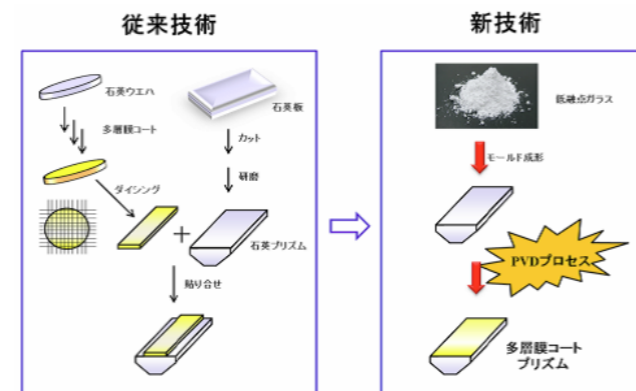 従来技術
石英ウエハ
多層膜コート
ダイシング
石英板
カット
研磨
石英プリズム
+
貼り合せ
新技術
低融点ガラス
モールド成形
PVDプロセス
多層膜コート
プリズム